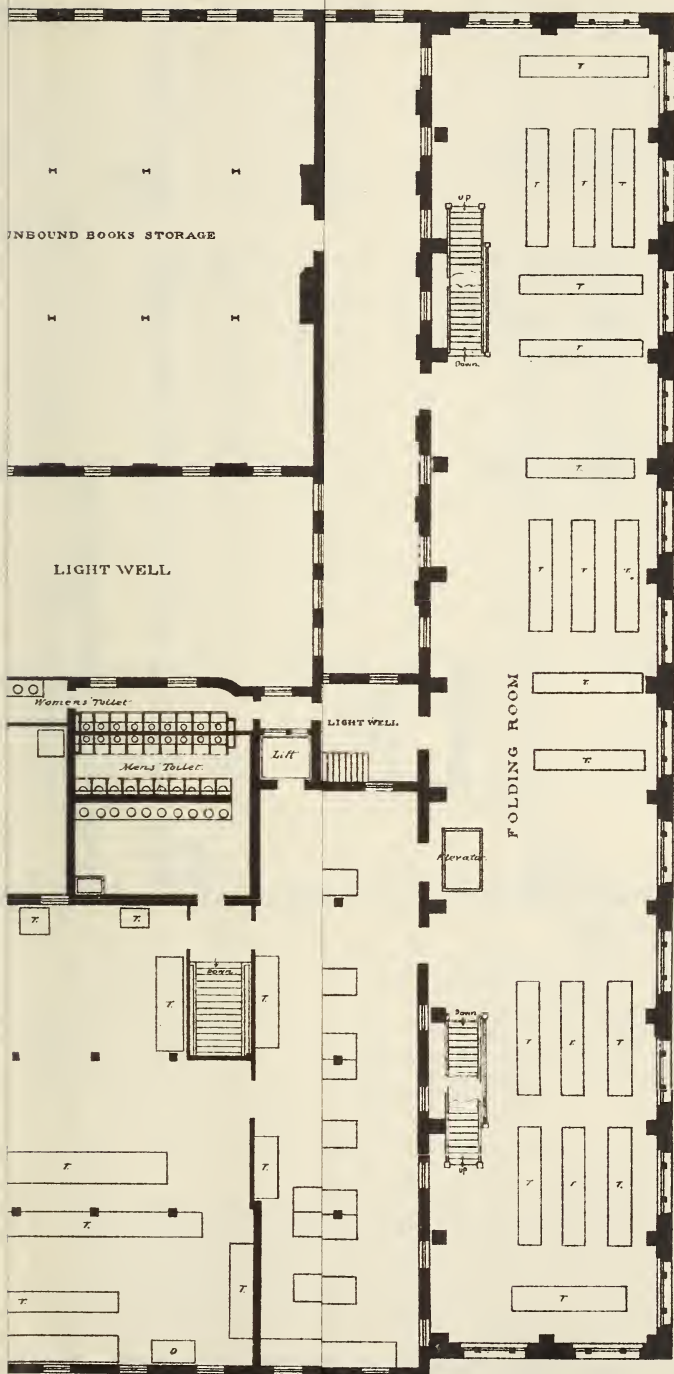 T
T T T
UP
UNBOUND BOOKS STORAGE
T
T
Down
T.
LIGHT WELL
T T T.
FOLDING ROOM
T.
Womens Toilet
LIGHT WELL.
Lift
T.
Mens Toilet.
Elevator
T. T.
Down
T. T.
Down
T T T
T.
T.
UP
T T T.
T.
T.
T.
T
D